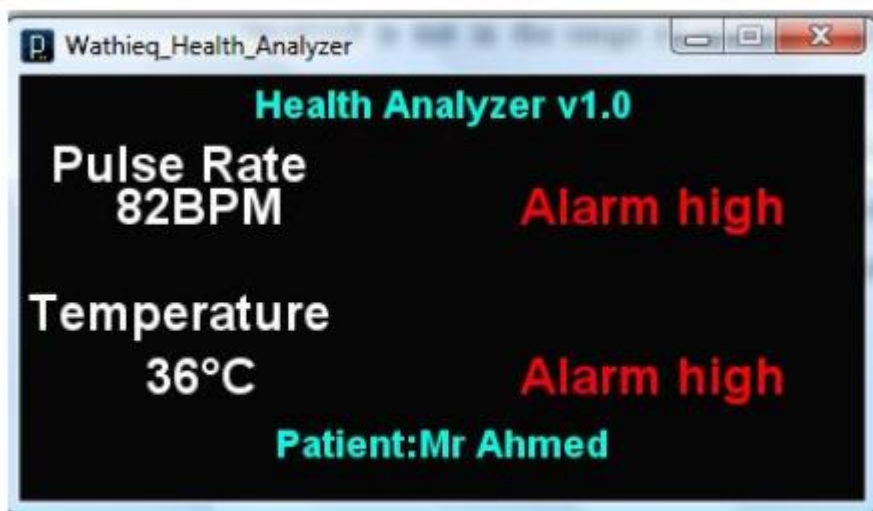 Wathieq_Health_Analyzer
Health Analyzer v1.0
Pulse Rate
82BPM Alarm high
Temperature
36°C Alarm high
Patient:Mr Ahmed